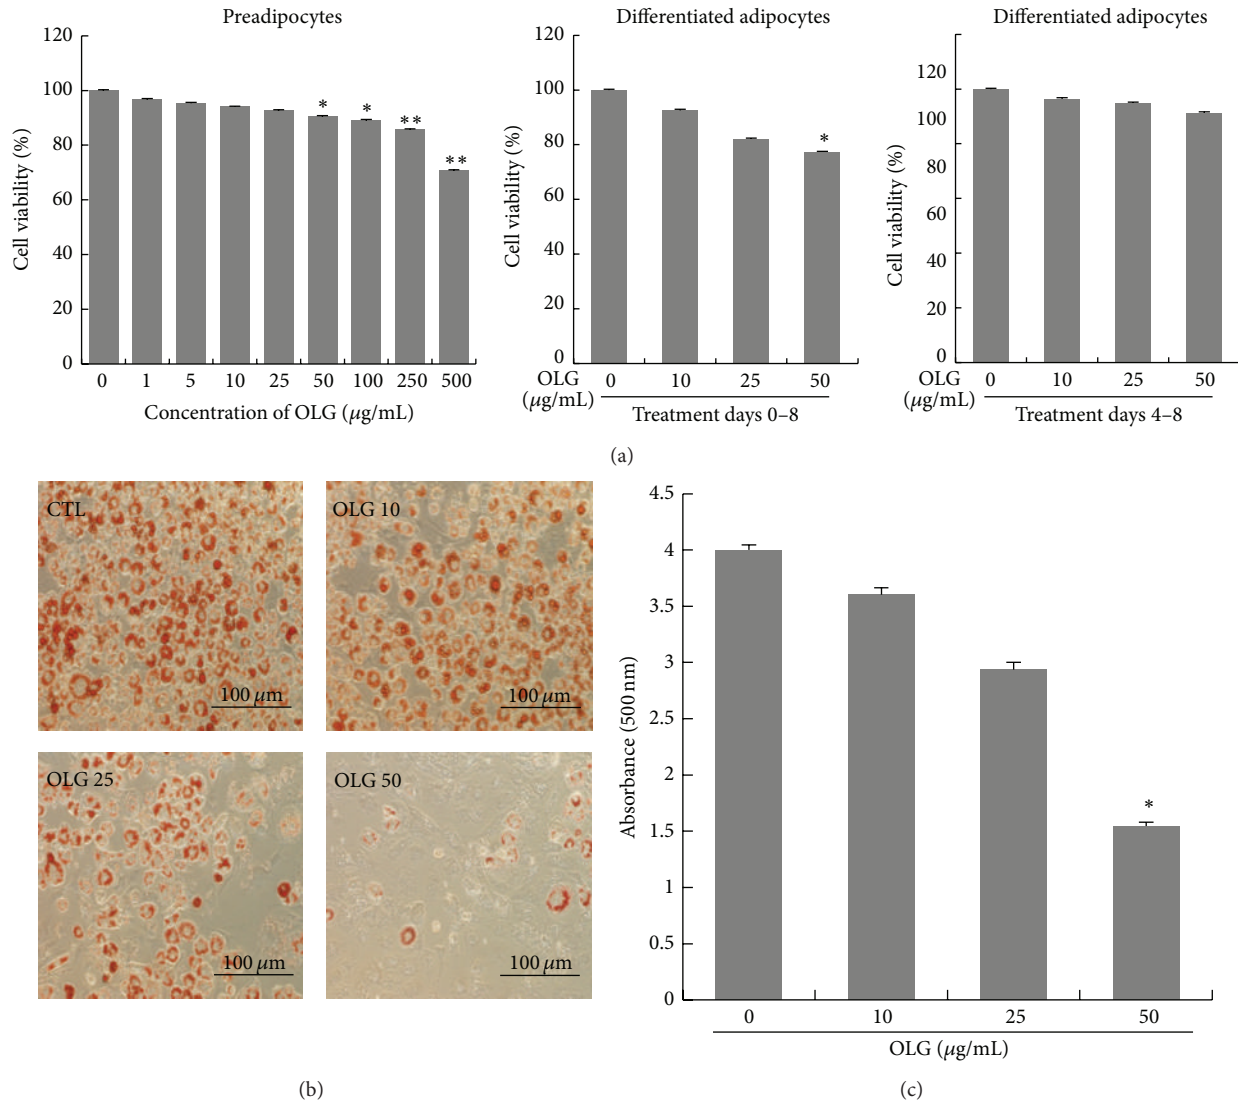 Preadipocytes
Cell viability (%)
120
100
80
60
40
20
0
*
*
**
**
0 1 5 10 25 50 100 250 500
Concentration of OLG (μg/mL)
Differentiated adipocytes
Cell viability (%)
120
100
80
60
40
20
0
*
OLG (μg/mL)
0 10 25 50
Treatment days 0–8
Differentiated adipocytes
Cell viability (%)
120
100
80
60
40
20
0
OLG (μg/mL)
0 10 25 50
Treatment days 4–8
(a)
CTL
100 μm
OLG 10
100 μm
OLG 25
100 μm
OLG 50
100 μm
(b)
Absorbance (500 nm)
4.5
4
3.5
3
2.5
2
1.5
1
0.5
0
*
0 10 25 50
OLG (μg/mL)
(c)